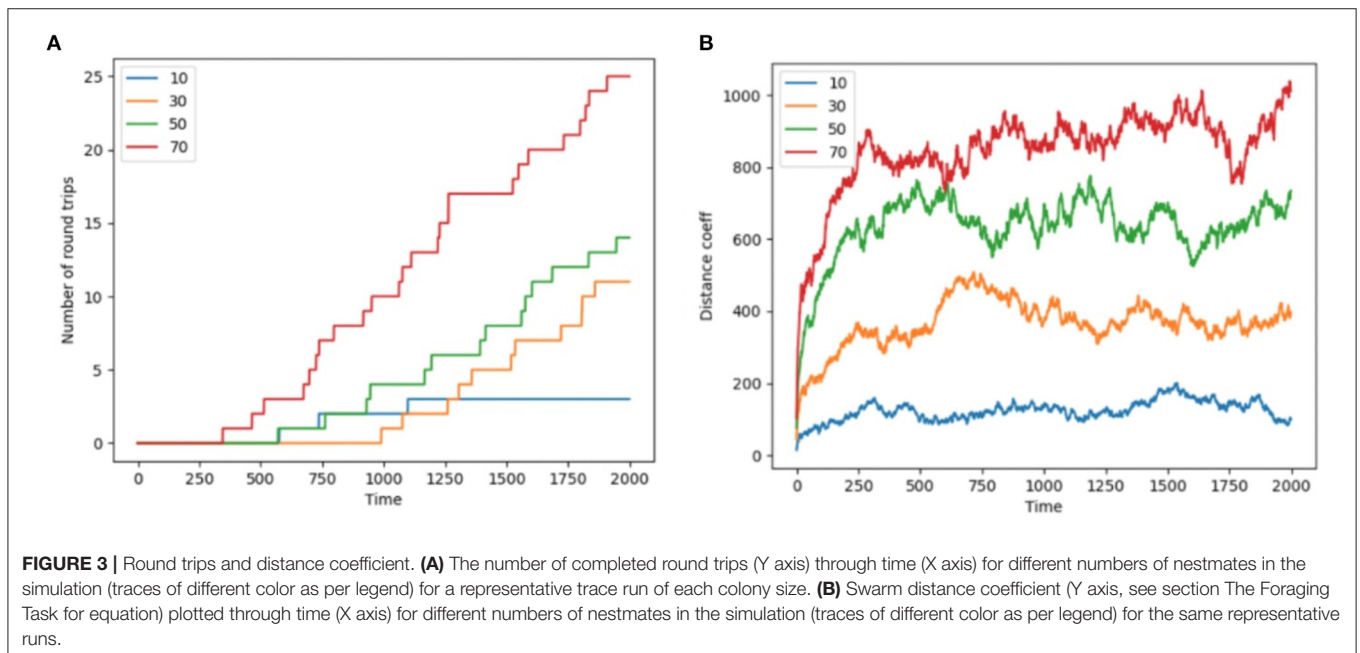 A
25
20
15
10
5
0
Number of round trips
10
30
50
70
0 250 500 750 1000 1250 1500 1750 2000
Time
B
1000
800
600
400
200
0
Distance coeff
10
30
50
70
0 250 500 750 1000 1250 1500 1750 2000
Time
FIGURE 3 | Round trips and distance coefficient. (A) The number of completed round trips (Y axis) through time (X axis) for different numbers of nestmates in the
simulation (traces of different color as per legend) for a representative trace run of each colony size. (B) Swarm distance coefficient (Y axis, see section The Foraging
Task for equation) plotted through time (X axis) for different numbers of nestmates in the simulation (traces of different color as per legend) for the same representative
runs.